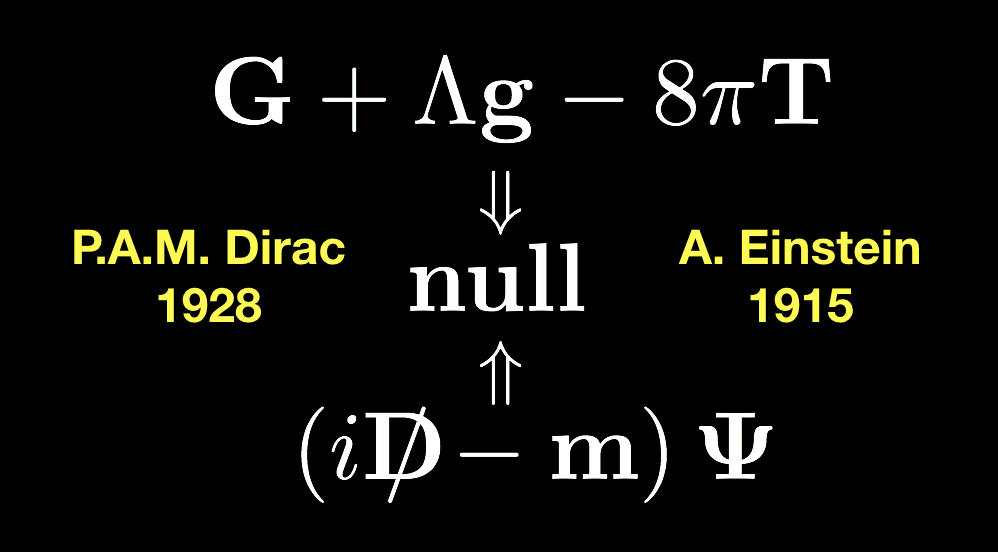 G + Λg − 8πT
⇓
P.A.M. Dirac
1928
null
A. Einstein
1915
⇑
(iD̸ − m) Ψ